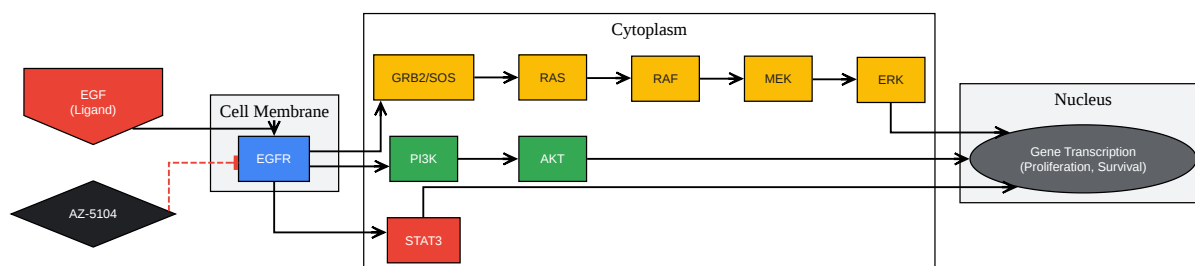 Cytoplasm
GRB2/SOS
RAS
RAF
MEK
ERK
EGF
(Ligand)
Cell Membrane
Nucleus
EGFR
PI3K
AKT
Gene Transcription
(Proliferation, Survival)
AZ-5104
STAT3